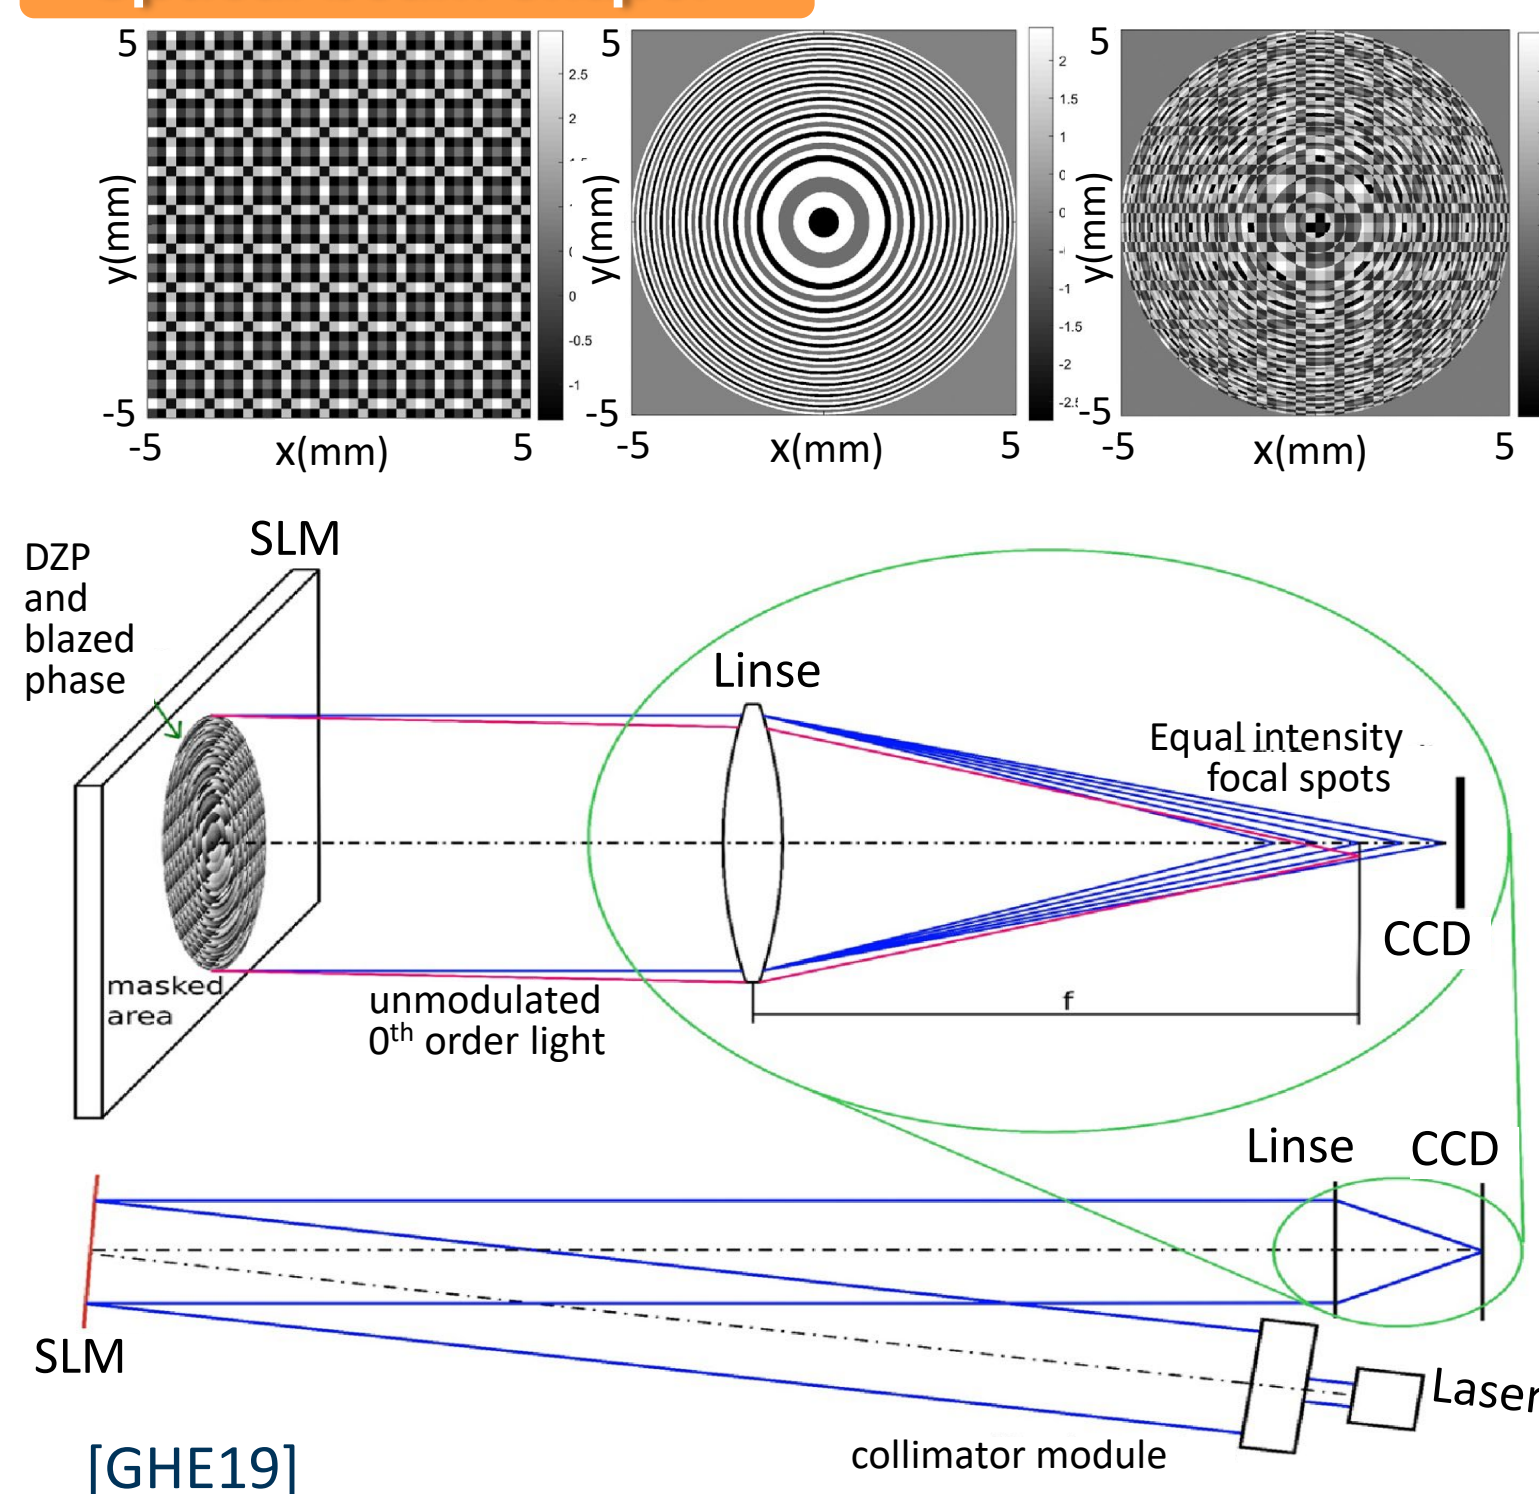 5
2.5
2
0
-0.5
-1
-5
-5
5
x(mm)
y(mm)
5
2
1.5
1
-1
-1.5
-2
-5
-5
5
x(mm)
y(mm)
5
-5
-5
5
x(mm)
y(mm)
DZP
and
blazed
phase
SLM
Linse
Equal intensity
focal spots
CCD
masked
area
unmodulated
0th order light
f
Linse
CCD
SLM
Laser
collimator module
[GHE19]